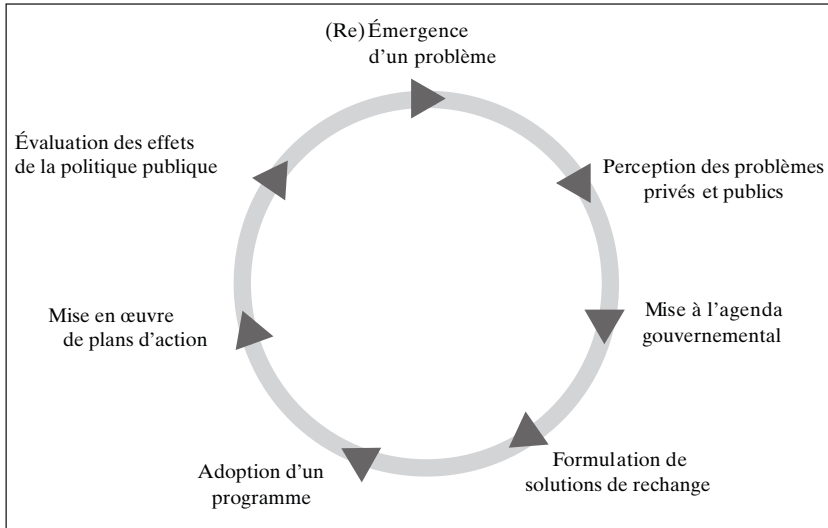 (Re) Émergence
d'un problème
Perception des problèmes
privés et publics
Mise à l'agenda
gouvernemental
Formulation de
solutions de rechange
Adoption d'un
programme
Mise en œuvre
de plans d'action
Évaluation des effets
de la politique publique